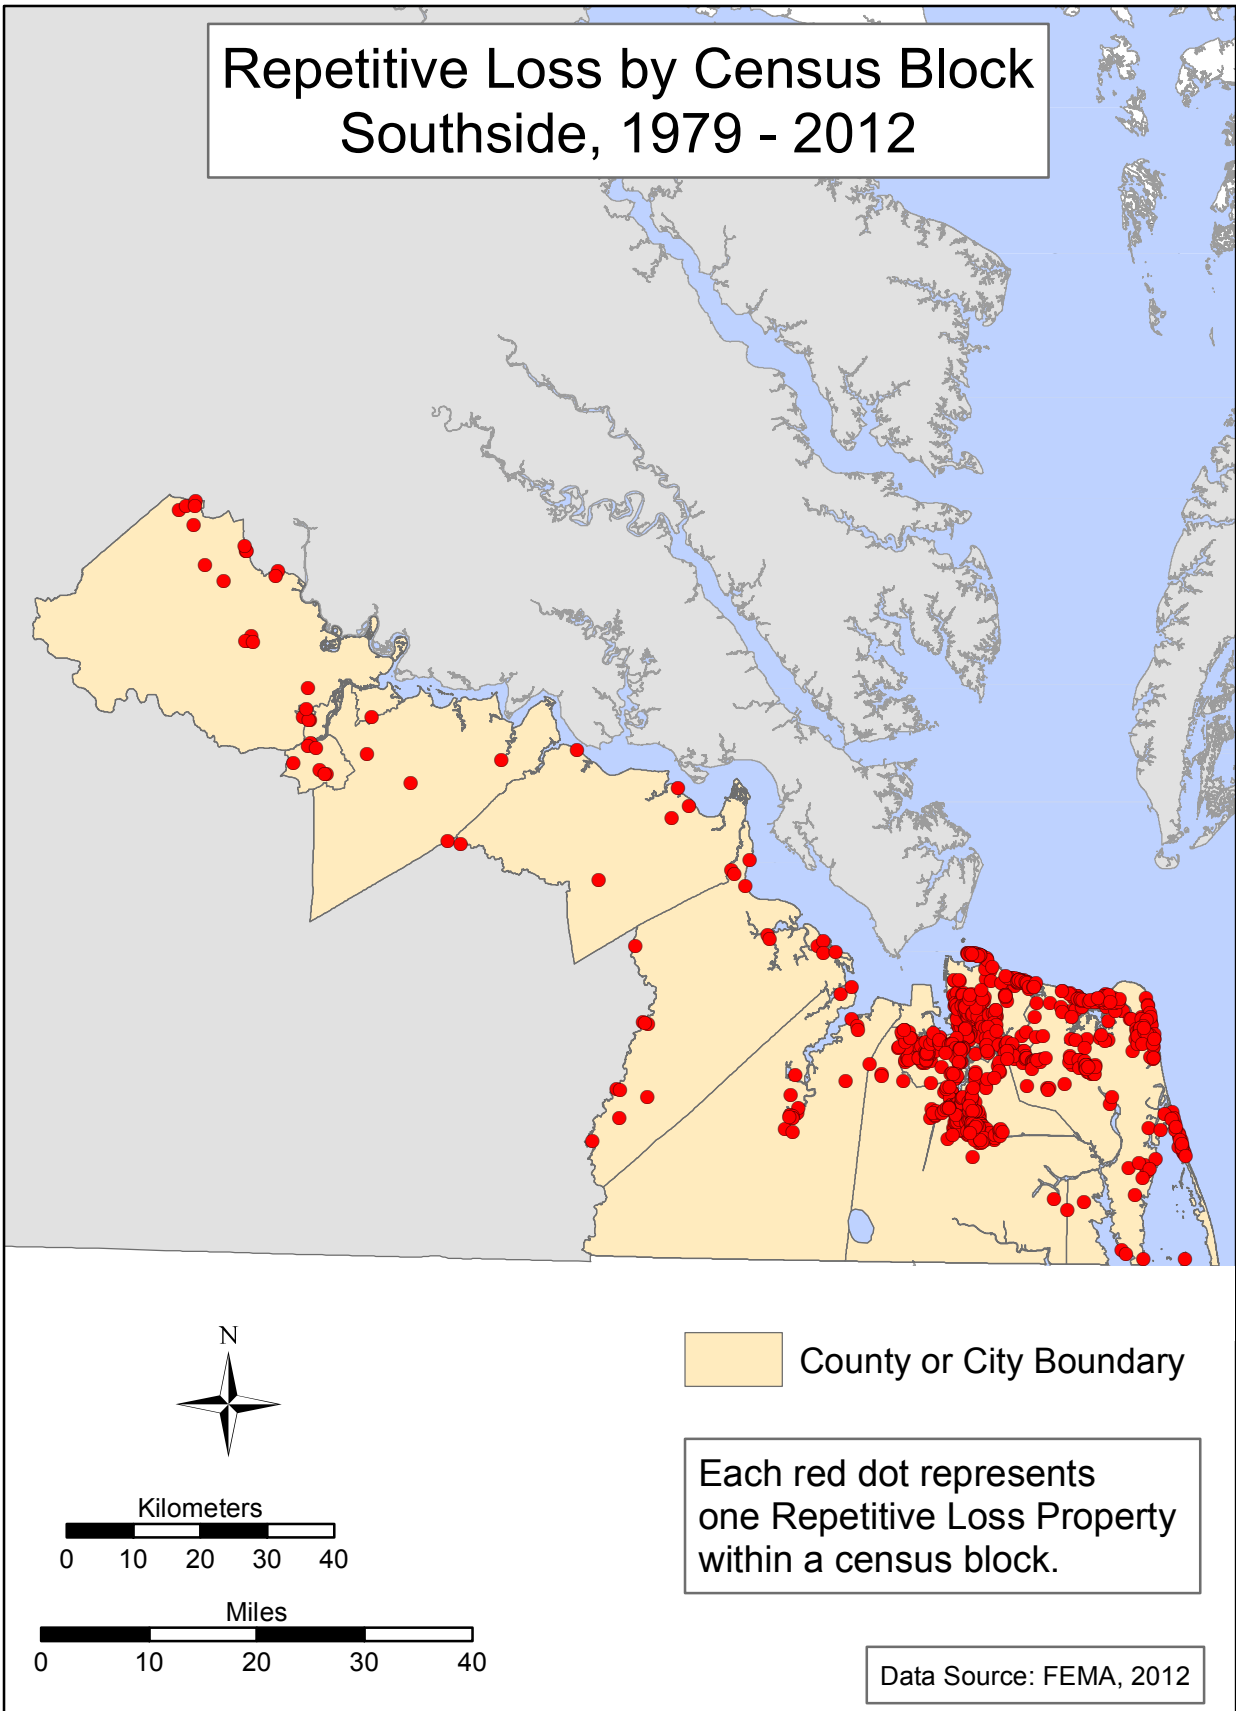 Repetitive Loss by Census Block
Southside, 1979 - 2012
N
Kilometers
0 10 20 30 40
Miles
0 10 20 30 40
County or City Boundary
Each red dot represents
one Repetitive Loss Property
within a census block.
Data Source: FEMA, 2012